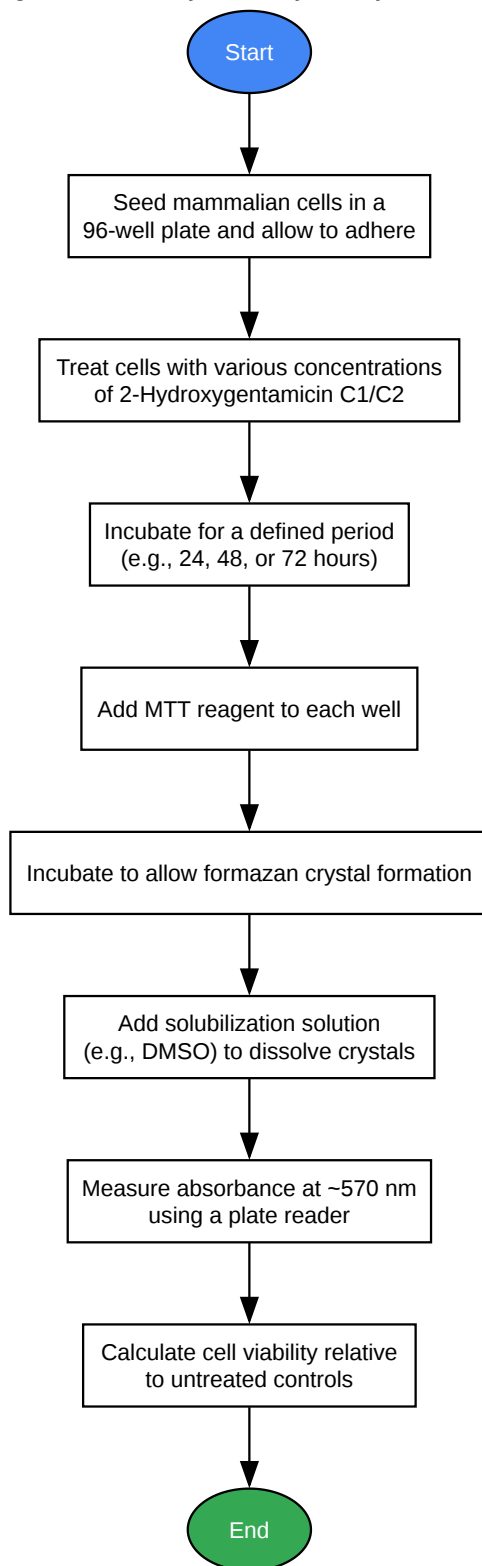 Start
Seed mammalian cells in a
96-well plate and allow to adhere
Treat cells with various concentrations
of 2-Hydroxygentamicin C1/C2
Incubate for a defined period
(e.g., 24, 48, or 72 hours)
Add MTT reagent to each well
Incubate to allow formazan crystal formation
Add solubilization solution
(e.g., DMSO) to dissolve crystals
Measure absorbance at ~570 nm
using a plate reader
Calculate cell viability relative
to untreated controls
End